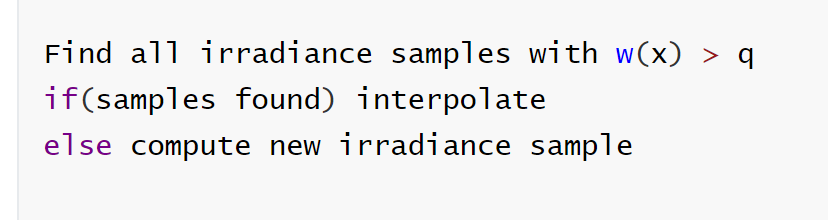 Find all irradiance samples with w(x) > q
if(samples found) interpolate
else compute new irradiance sample